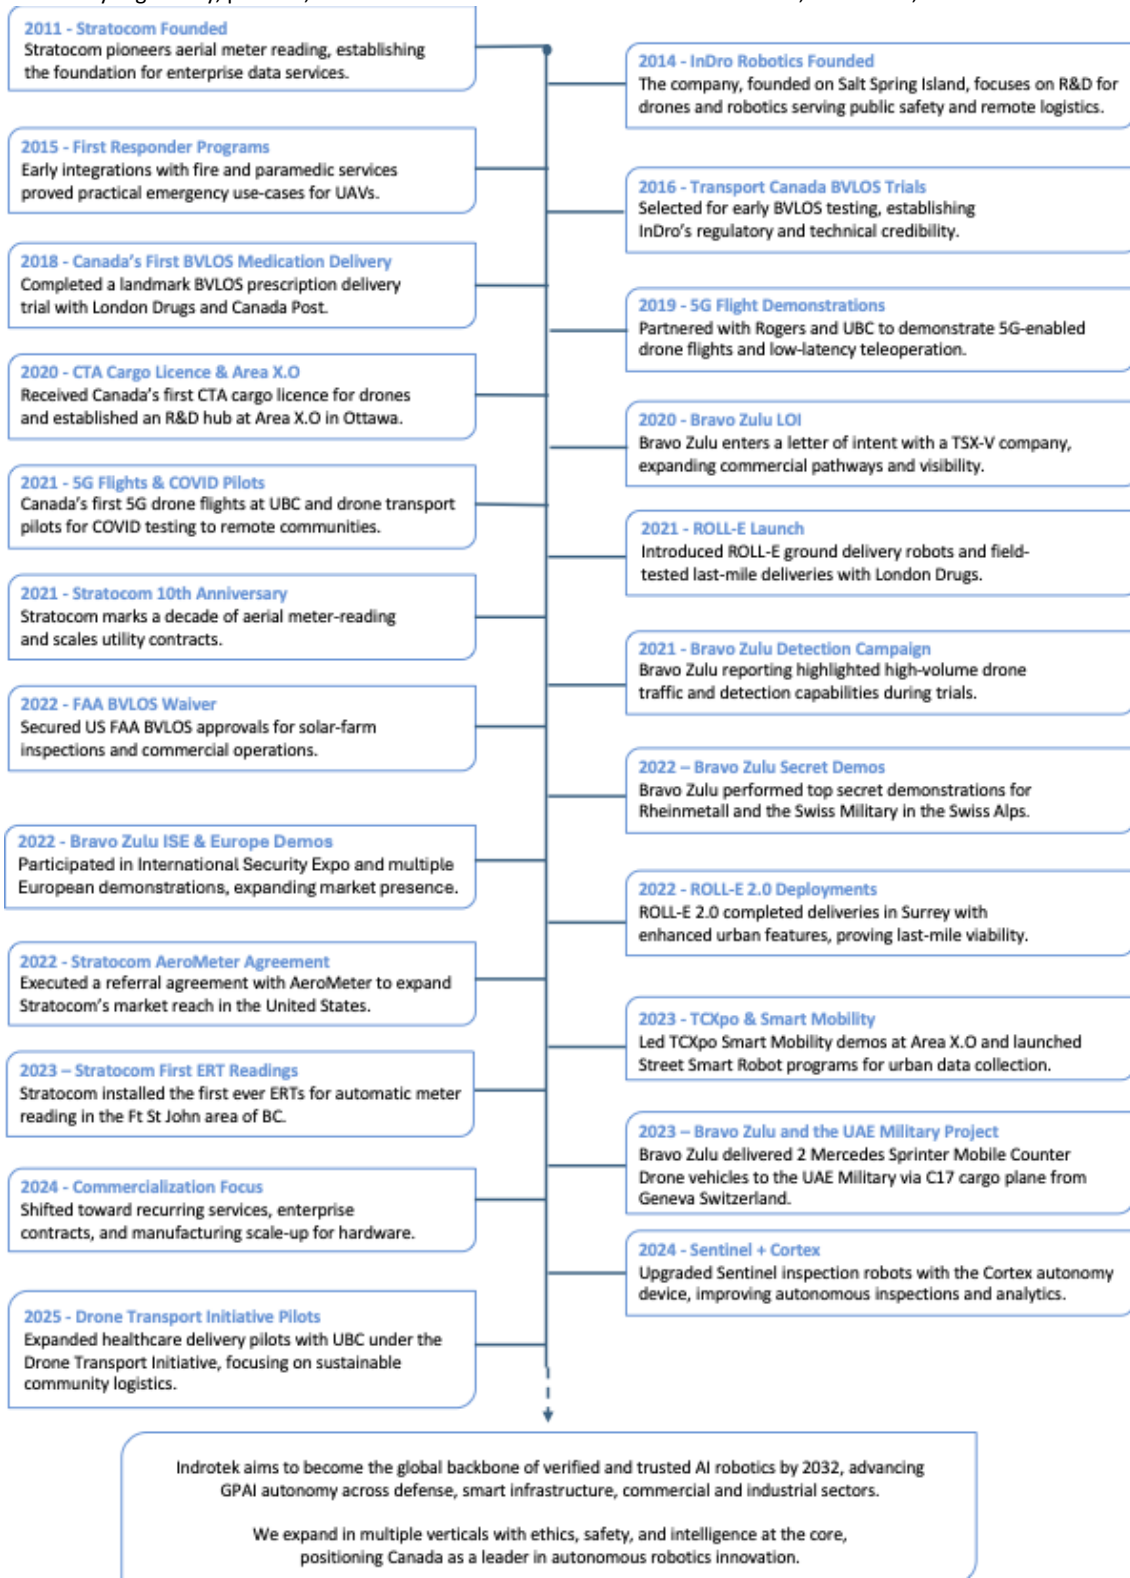 2011 - Stratocom Founded
Stratocom pioneers aerial meter reading, establishing
the foundation for enterprise data services.
2014 - InDro Robotics Founded
The company, founded on Salt Spring Island, focuses on R&D for
drones and robotics serving public safety and remote logistics.
2015 - First Responder Programs
Early integrations with fire and paramedic services
proved practical emergency use-cases for UAVs.
2016 - Transport Canada BVLOS Trials
Selected for early BVLOS testing, establishing
InDro's regulatory and technical credibility.
2018 - Canada's First BVLOS Medication Delivery
Completed a landmark BVLOS prescription delivery
trial with London Drugs and Canada Post.
2019 - 5G Flight Demonstrations
Partnered with Rogers and UBC to demonstrate 5G-enabled
drone flights and low-latency teleoperation.
2020 - CTA Cargo Licence & Area X.O
Received Canada's first CTA cargo licence for drones
and established an R&D hub at Area X.O in Ottawa.
2020 - Bravo Zulu LOI
Bravo Zulu enters a letter of intent with a TSX-V company,
expanding commercial pathways and visibility.
2021 - 5G Flights & COVID Pilots
Canada's first 5G drone flights at UBC and drone transport
pilots for COVID testing to remote communities.
2021 - ROLL-E Launch
Introduced ROLL-E ground delivery robots and field-
tested last-mile deliveries with London Drugs.
2021 - Stratocom 10th Anniversary
Stratocom marks a decade of aerial meter-reading
and scales utility contracts.
2021 - Bravo Zulu Detection Campaign
Bravo Zulu reporting highlighted high-volume drone
traffic and detection capabilities during trials.
2022 - FAA BVLOS Waiver
Secured US FAA BVLOS approvals for solar-farm
inspections and commercial operations.
2022 – Bravo Zulu Secret Demos
Bravo Zulu performed top secret demonstrations for
Rheinmetall and the Swiss Military in the Swiss Alps.
2022 - Bravo Zulu ISE & Europe Demos
Participated in International Security Expo and multiple
European demonstrations, expanding market presence.
2022 - ROLL-E 2.0 Deployments
ROLL-E 2.0 completed deliveries in Surrey with
enhanced urban features, proving last-mile viability.
2022 - Stratocom AeroMeter Agreement
Executed a referral agreement with AeroMeter to expand
Stratocom's market reach in the United States.
2023 - TCXpo & Smart Mobility
Led TCXpo Smart Mobility demos at Area X.O and launched
Street Smart Robot programs for urban data collection.
2023 – Stratocom First ERT Readings
Stratocom installed the first ever ERTs for automatic meter
reading in the Ft St John area of BC.
2023 – Bravo Zulu and the UAE Military Project
Bravo Zulu delivered 2 Mercedes Sprinter Mobile Counter
Drone vehicles to the UAE Military via C17 cargo plane from
Geneva Switzerland.
2024 - Commercialization Focus
Shifted toward recurring services, enterprise
contracts, and manufacturing scale-up for hardware.
2024 - Sentinel + Cortex
Upgraded Sentinel inspection robots with the Cortex autonomy
device, improving autonomous inspections and analytics.
2025 - Drone Transport Initiative Pilots
Expanded healthcare delivery pilots with UBC under the
Drone Transport Initiative, focusing on sustainable
community logistics.
Indrotek aims to become the global backbone of verified and trusted AI robotics by 2032, advancing
GPAI autonomy across defense, smart infrastructure, commercial and industrial sectors.
We expand in multiple verticals with ethics, safety, and intelligence at the core,
positioning Canada as a leader in autonomous robotics innovation.